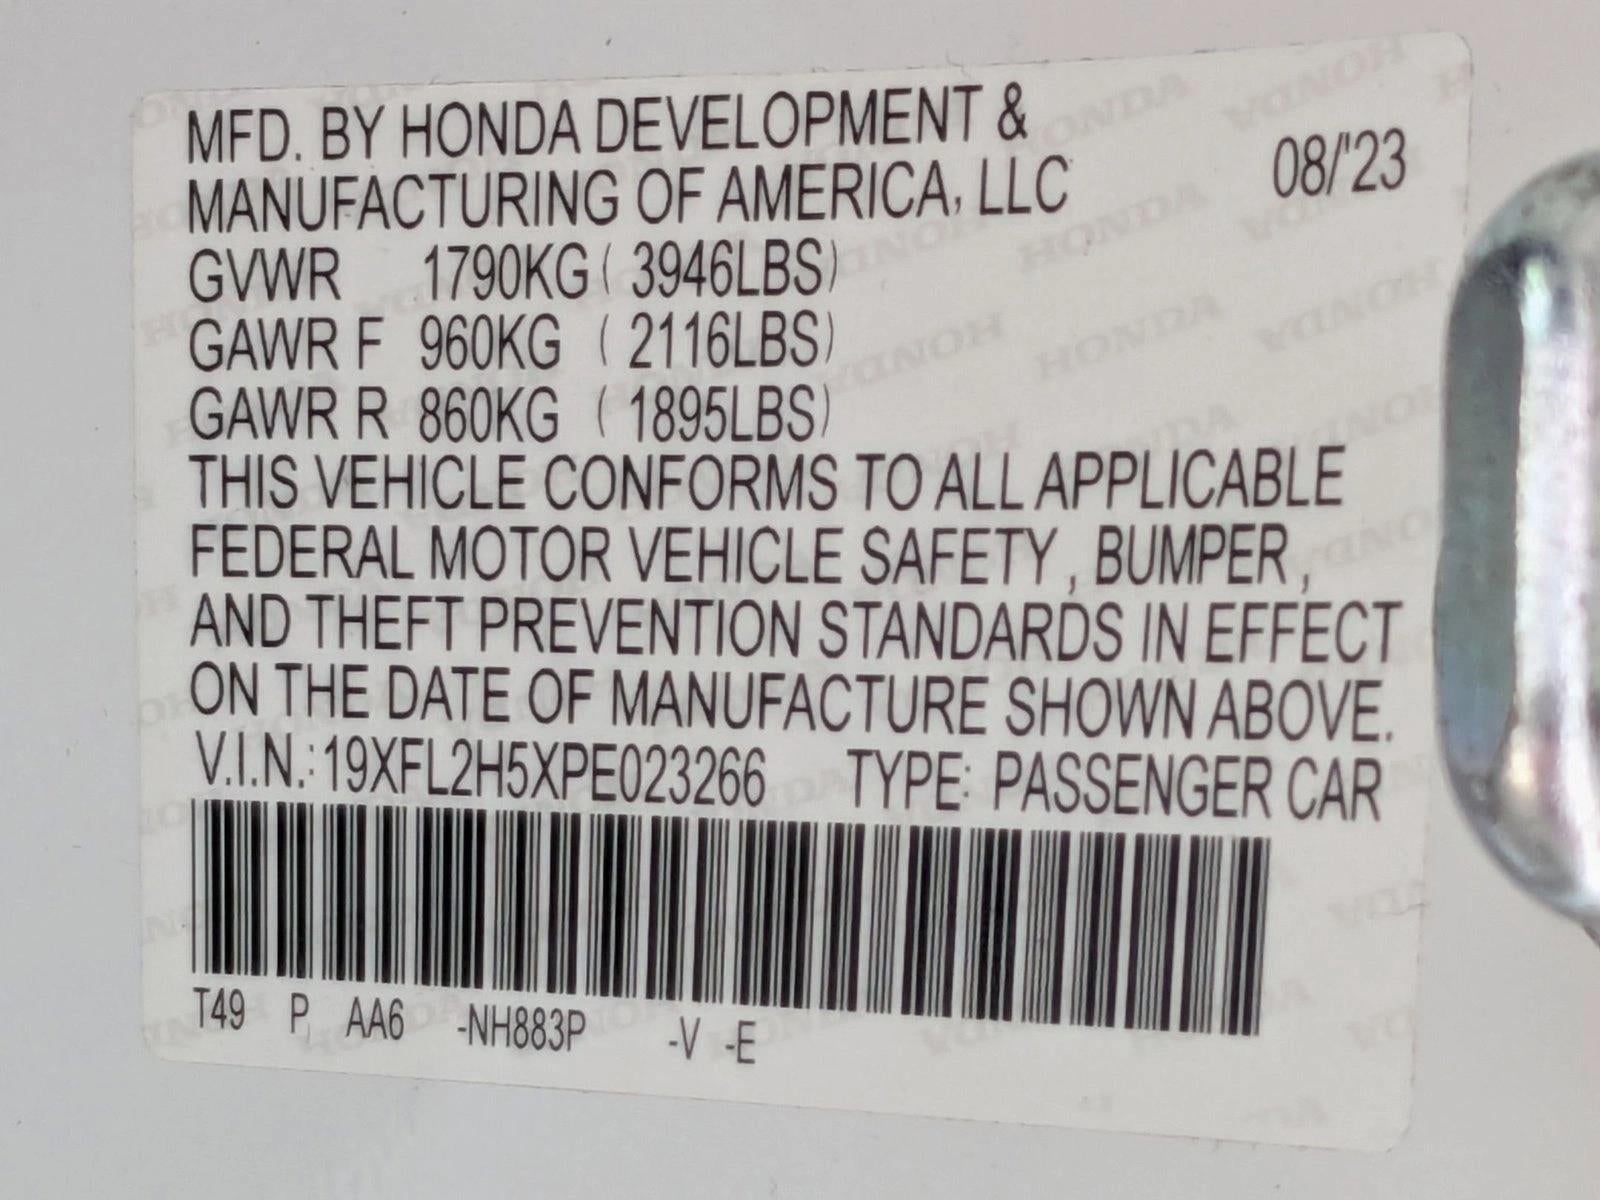 MFD. BY HONDA DEVELOPMENT &
MANUFACTURING OF AMERICA, LLC 08/'23
GVWR 1790KG ( 3946LBS)
GAWR F 960KG ( 2116LBS)
GAWR R 860KG ( 1895LBS)
THIS VEHICLE CONFORMS TO ALL APPLICABLE
FEDERAL MOTOR VEHICLE SAFETY , BUMPER ,
AND THEFT PREVENTION STANDARDS IN EFFECT
ON THE DATE OF MANUFACTURE SHOWN ABOVE.
V.I.N.: 19XFL2H5XPE023266 TYPE: PASSENGER CAR
T49 P AA6 -NH883P -V -E